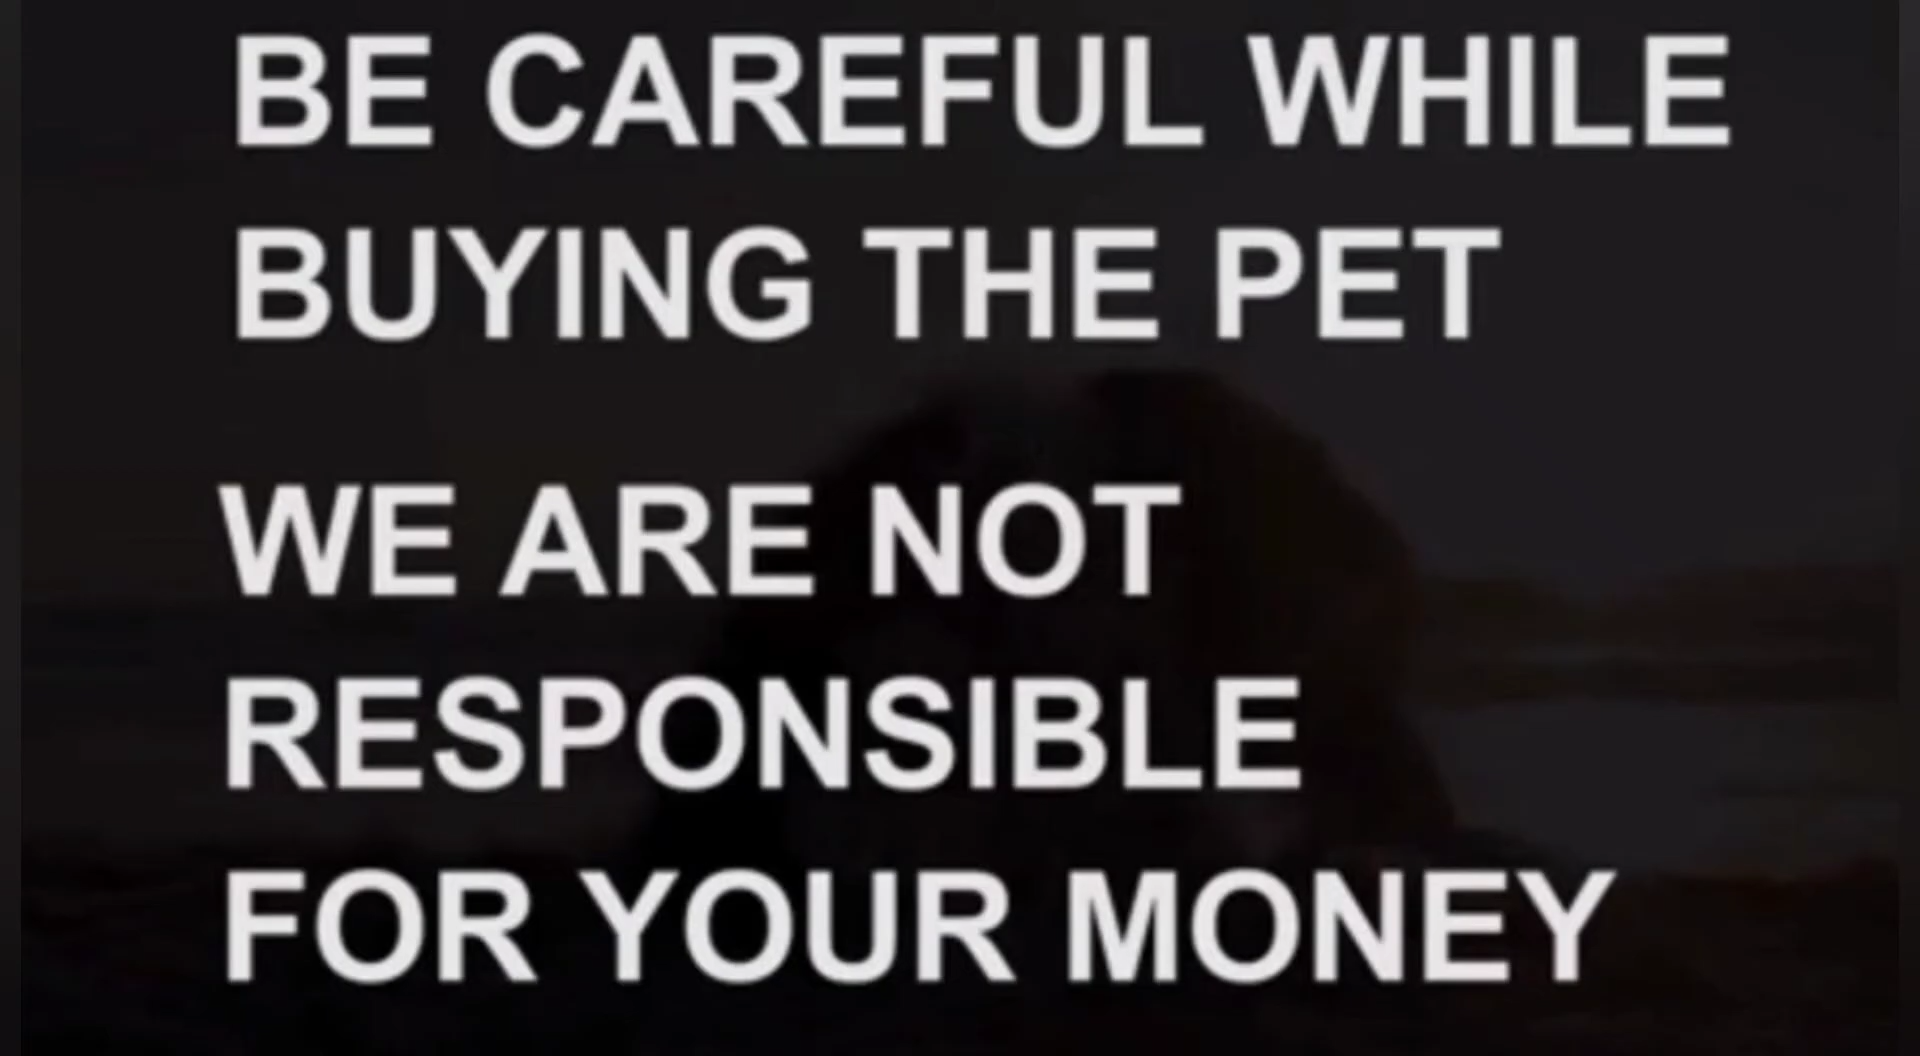 BE CAREFUL WHILE
BUYING THE PET
WE ARE NOT
RESPONSIBLE
FOR YOUR MONEY